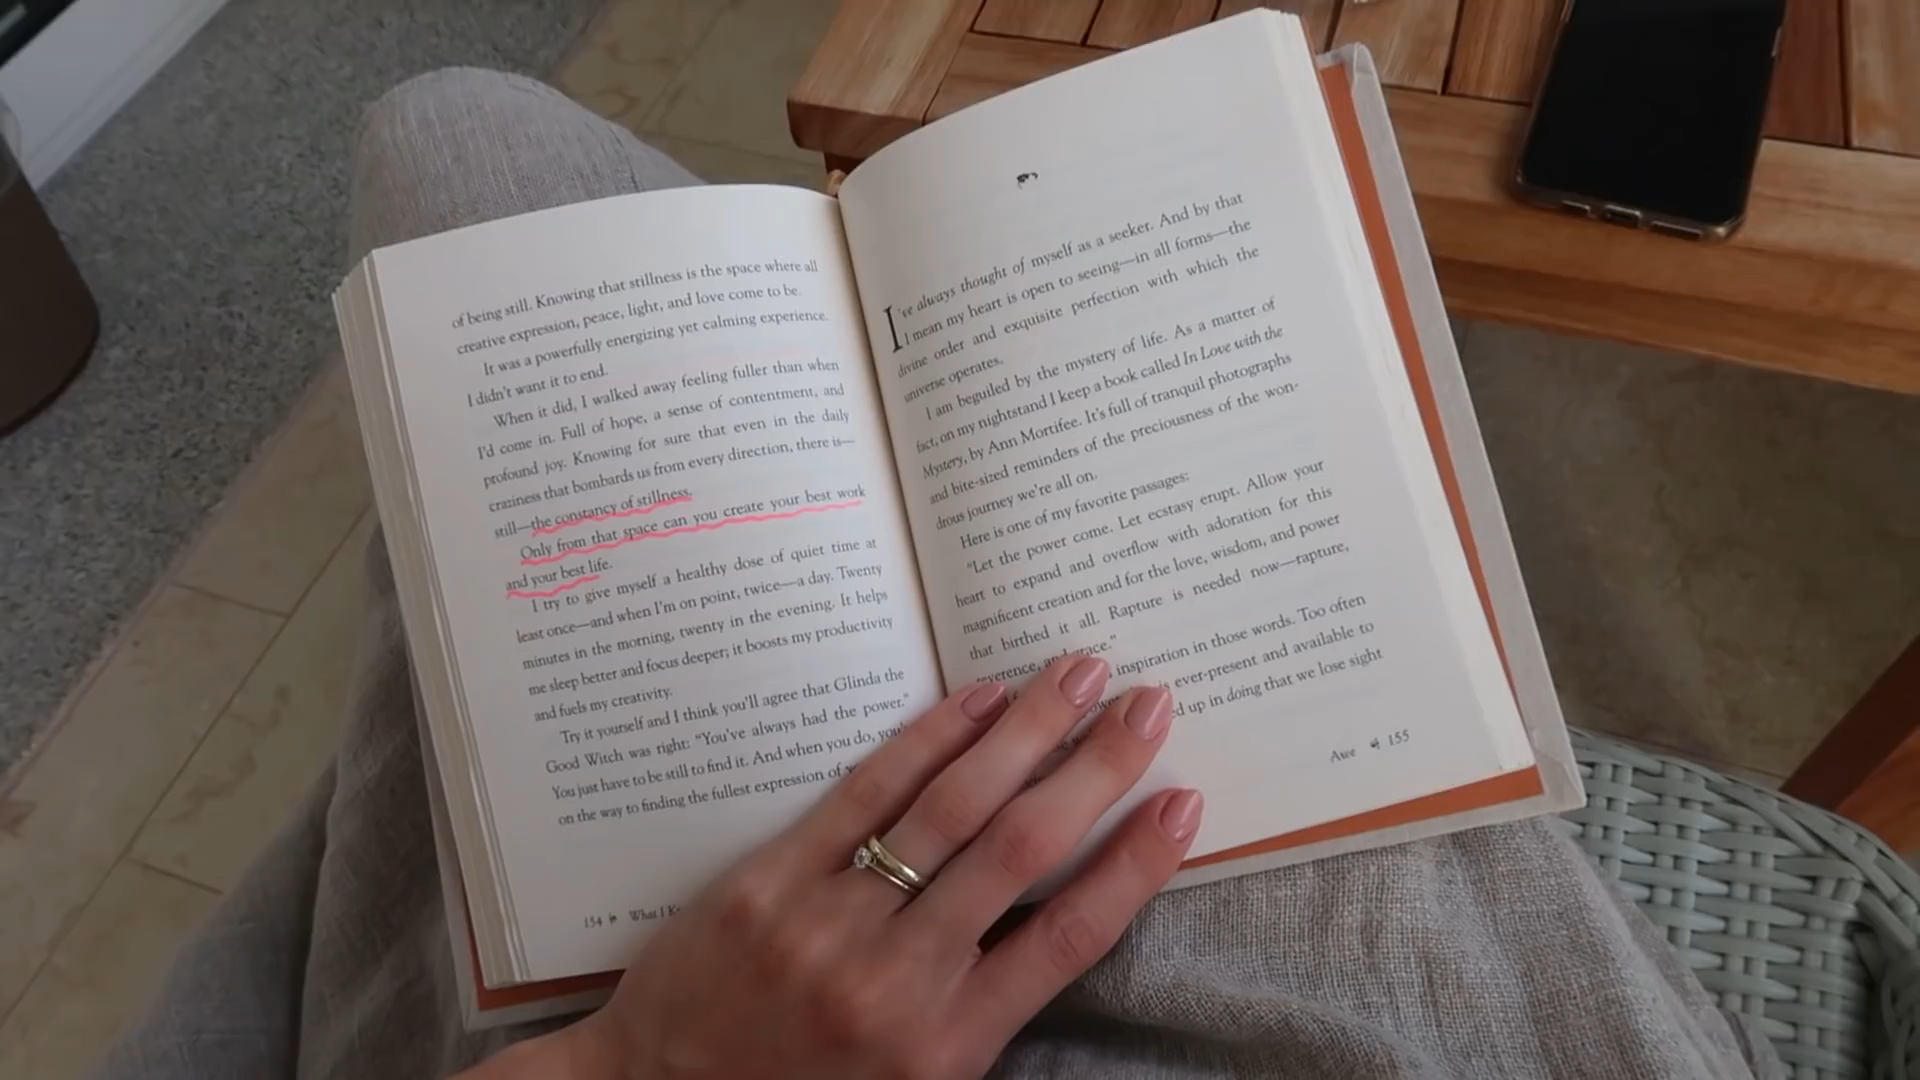 of being still. Knowing that stillness is the space where all
creative expression, peace, light, and love come to be.
It was a powerfully energizing yet calming experience.
I didn't want it to end.
When it did, I walked away feeling fuller than when
I'd come in. Full of hope, a sense of contentment, and
profound joy. Knowing for sure that even in the daily
craziness that bombards us from every direction, there is—
still—the constancy of stillness.
Only from that space can you create your best work
and your best life.
I try to give myself a healthy dose of quiet time at
least once—and when I'm on point, twice—a day. Twenty
minutes in the morning, twenty in the evening. It helps
me sleep better and focus deeper; it boosts my productivity
and fuels my creativity.
Try it yourself and I think you'll agree that Glinda the
Good Witch was right: "You've always had the power."
You just have to be still to find it. And when you do, you're
on the way to finding the fullest expression of
154 What I
I've always thought of myself as a seeker. And by that
I mean my heart is open to seeing—in all forms—the
divine order and exquisite perfection with which the
universe operates.
I am beguiled by the mystery of life. As a matter of
fact, on my nightstand I keep a book called In Love with the
Mystery, by Ann Mortifee. It's full of tranquil photographs
and bite-sized reminders of the preciousness of the won-
drous journey we're all on.
Here is one of my favorite passages:
"Let the power come. Let ecstasy erupt. Allow your
heart to expand and overflow with adoration for this
magnificent creation and for the love, wisdom, and power
that birthed it all. Rapture is needed now—rapture,
reverence, and grace."
inspiration in those words. Too often
is ever-present and available to
up in doing that we lose sight
Awe 155